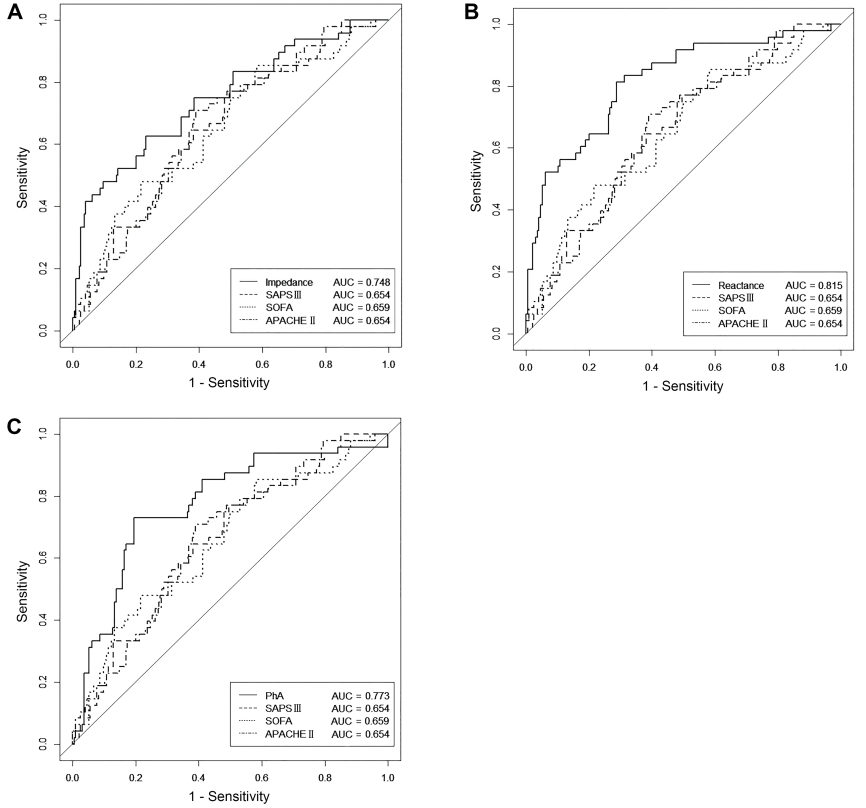 A
Sensitivity
0.0 0.2 0.4 0.6 0.8 1.0
Impedance AUC = 0.748
SAPSⅢ AUC = 0.654
SOFA AUC = 0.659
APACHEⅡ AUC = 0.654
0.0 0.2 0.4 0.6 0.8 1.0
1 - Sensitivity
B
Sensitivity
0.0 0.2 0.4 0.6 0.8 1.0
Reactance AUC = 0.815
SAPSⅢ AUC = 0.654
SOFA AUC = 0.659
APACHEⅡ AUC = 0.654
0.0 0.2 0.4 0.6 0.8 1.0
1 - Sensitivity
C
Sensitivity
0.0 0.2 0.4 0.6 0.8 1.0
PhA AUC = 0.773
SAPSⅢ AUC = 0.654
SOFA AUC = 0.659
APACHEⅡ AUC = 0.654
0.0 0.2 0.4 0.6 0.8 1.0
1 - Sensitivity